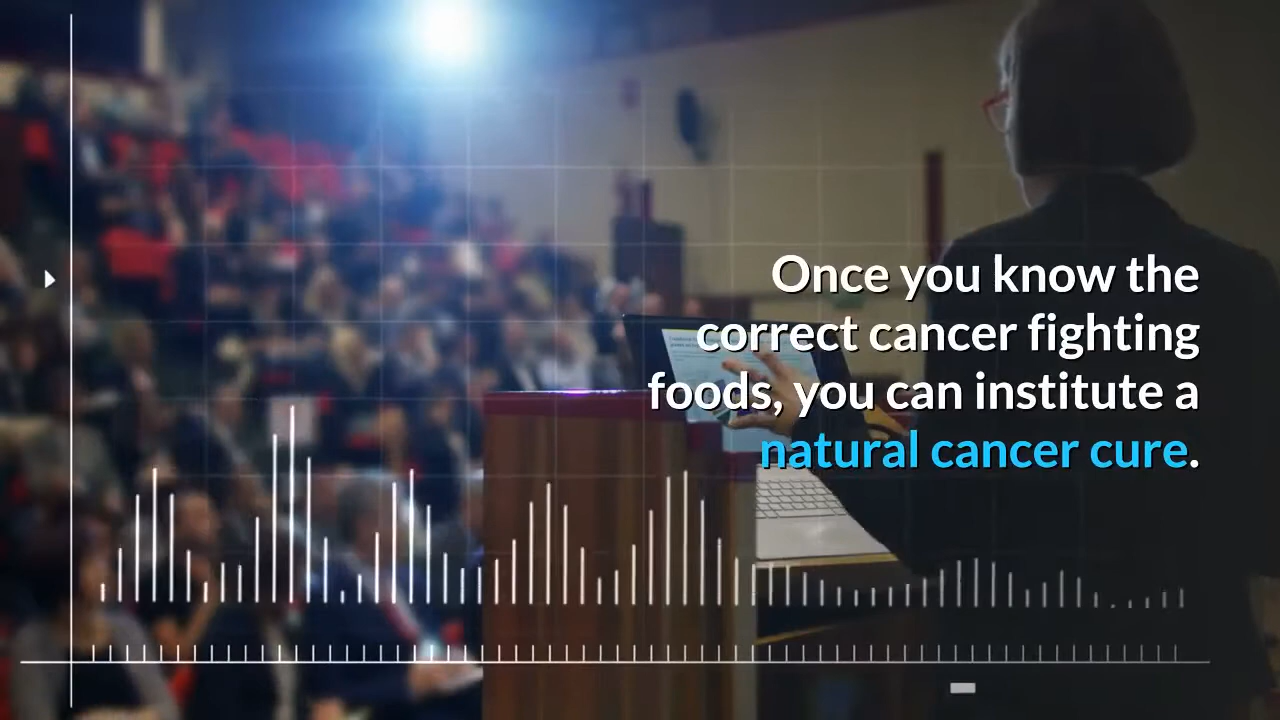 Once you know the
correct cancer fighting
foods, you can institute a
natural cancer cure.